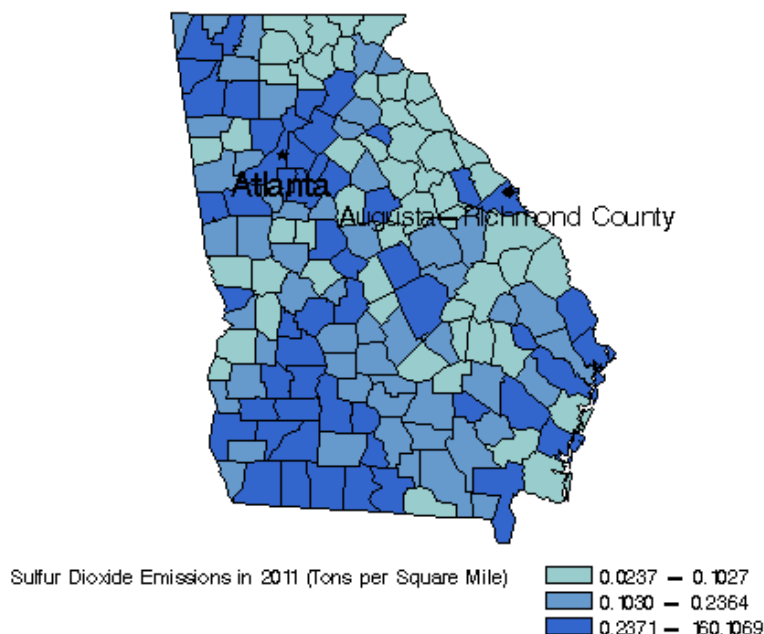 Atlanta
Augusta—Richmond County
Sulfur Dioxide Emissions in 2011 (Tons per Square Mile)
0.0237 — 0.1027
0.1030 — 0.2364
0.2371 — 160.1069